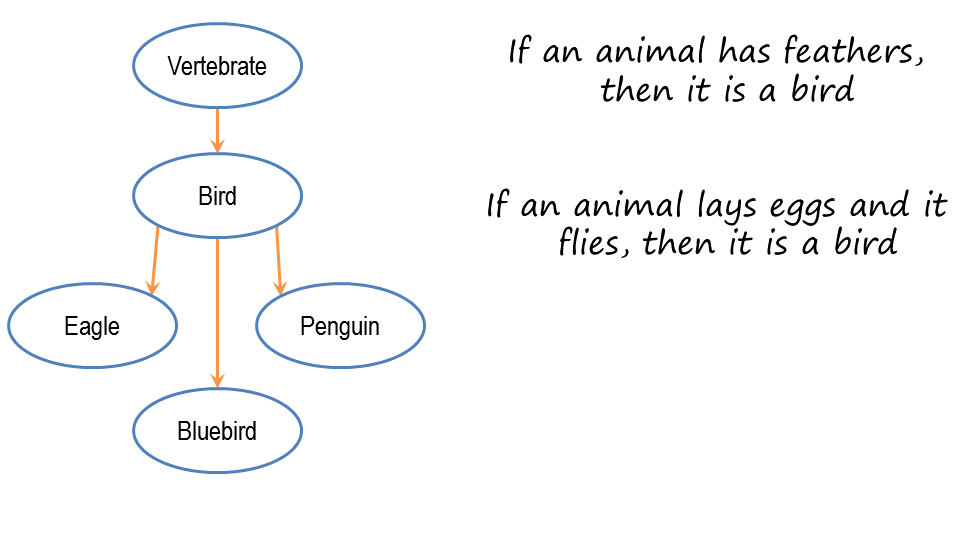 Vertebrate
Bird
Eagle
Penguin
Bluebird
If an animal has feathers,
then it is a bird
If an animal lays eggs and it
flies, then it is a bird